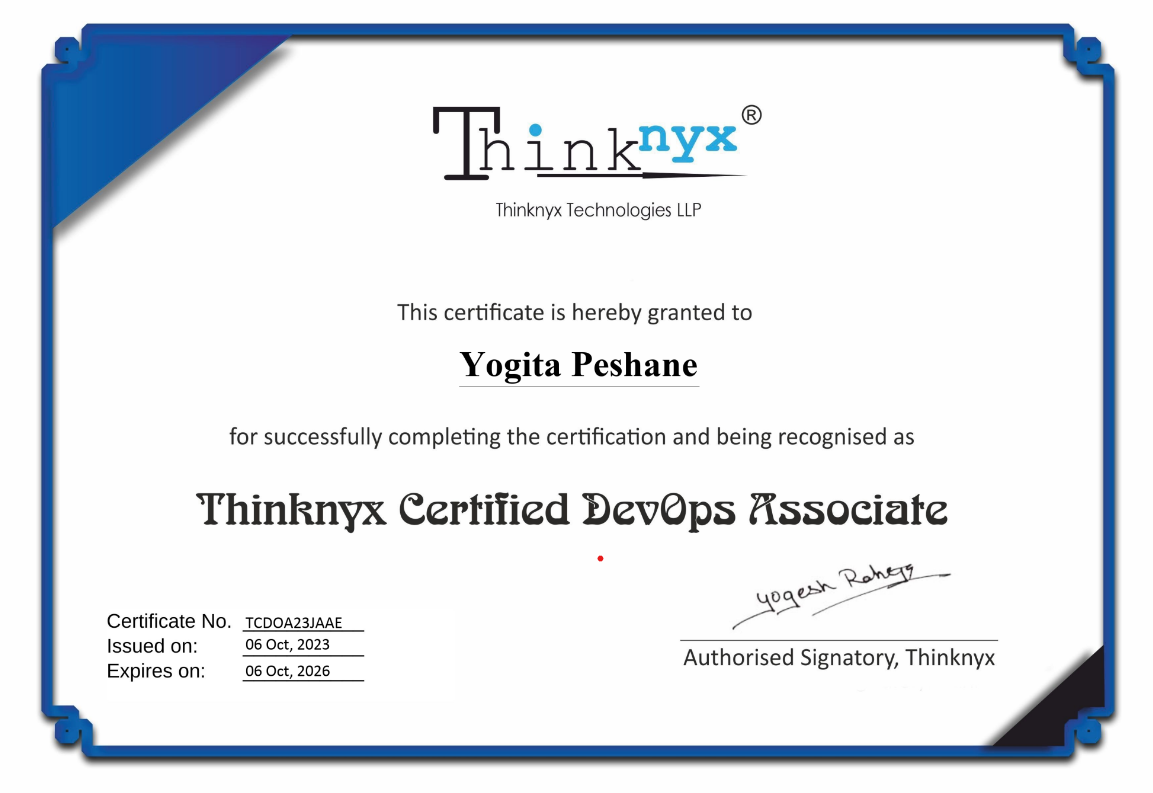 Thinknyx®
Thinknyx Technologies LLP
This certificate is hereby granted to
Yogita Peshane
for successfully completing the certification and being recognised as
Thinknyx Certified DevOps Associate
Yogesh Raheja
Certificate No. TCDOA23JAAE
Issued on: 06 Oct, 2023
Expires on: 06 Oct, 2026
Authorised Signatory, Thinknyx